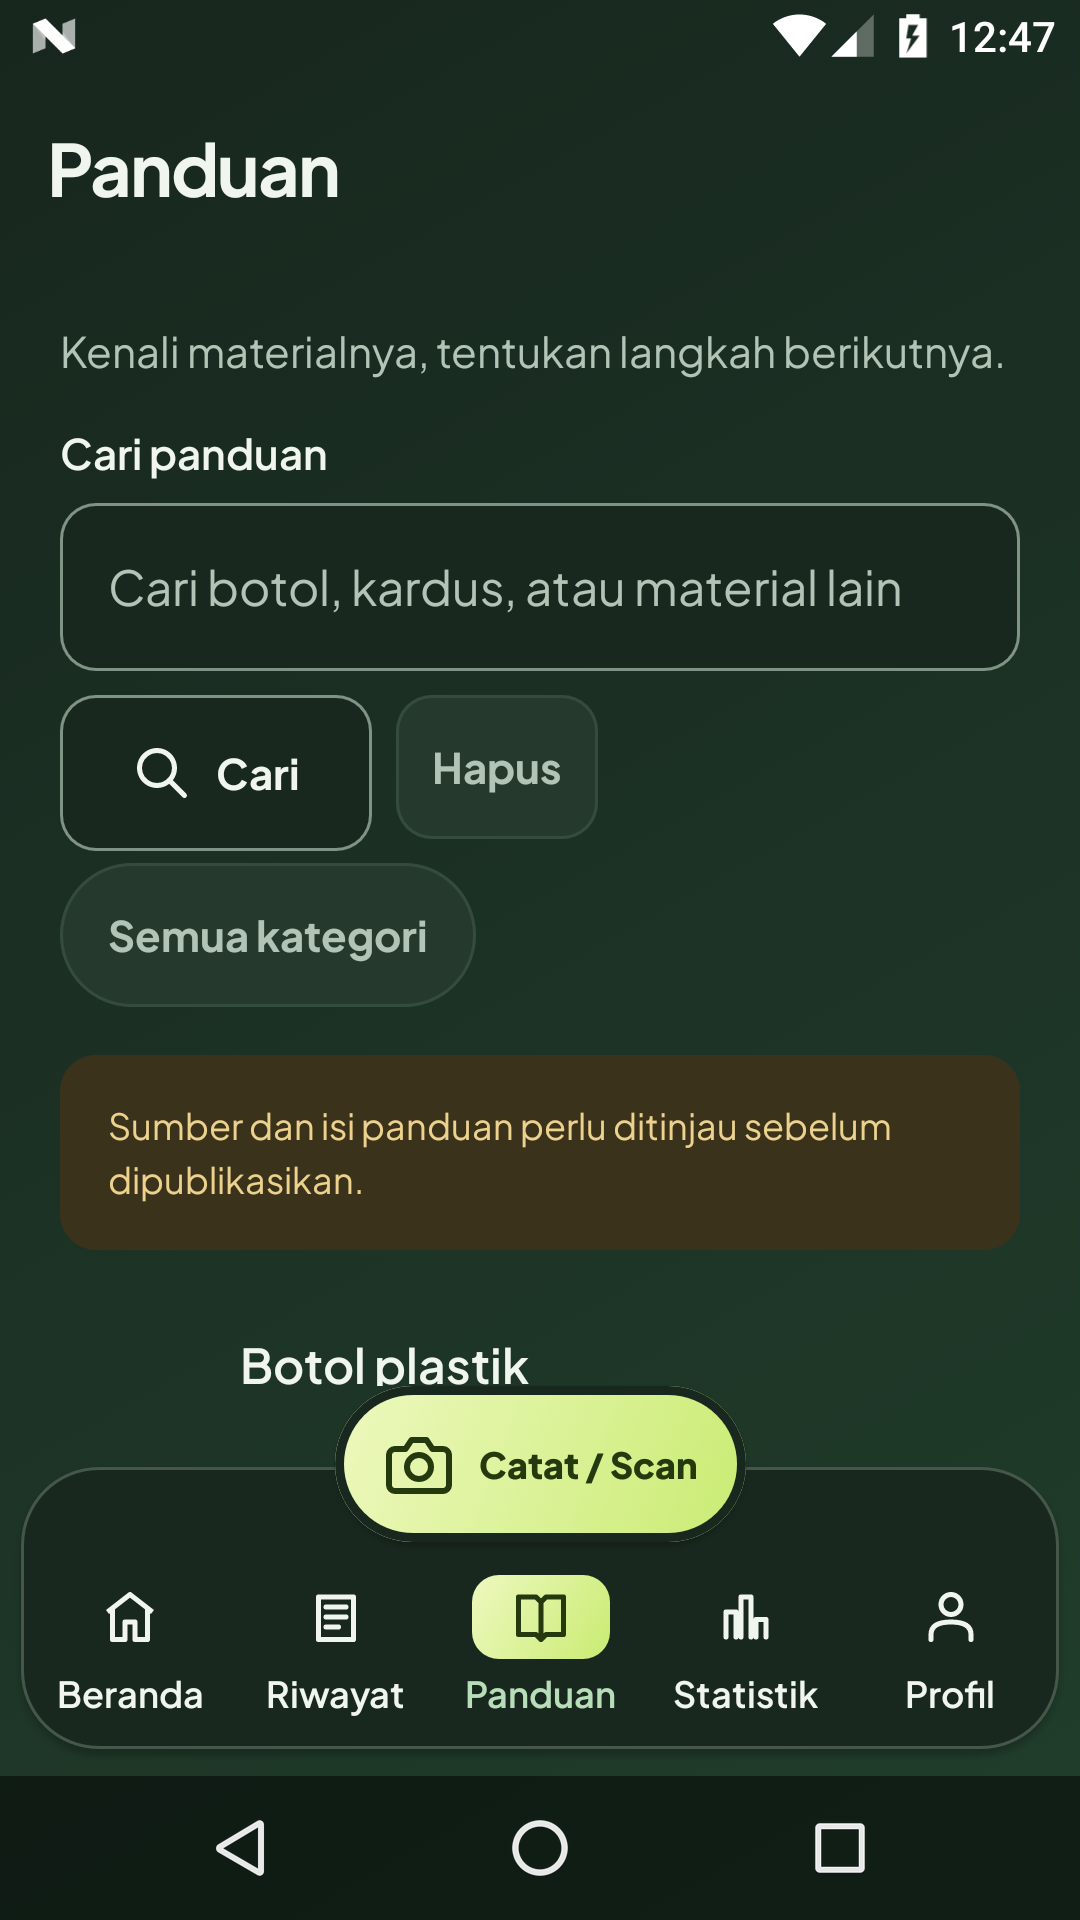 12:47
Panduan
Kenali materialnya, tentukan langkah berikutnya.
Cari panduan
Cari botol, kardus, atau material lain
Cari
Hapus
Semua kategori
Sumber dan isi panduan perlu ditinjau sebelum
dipublikasikan.
Botol plastik
Catat / Scan
Beranda
Riwayat
Panduan
Statistik
Profil